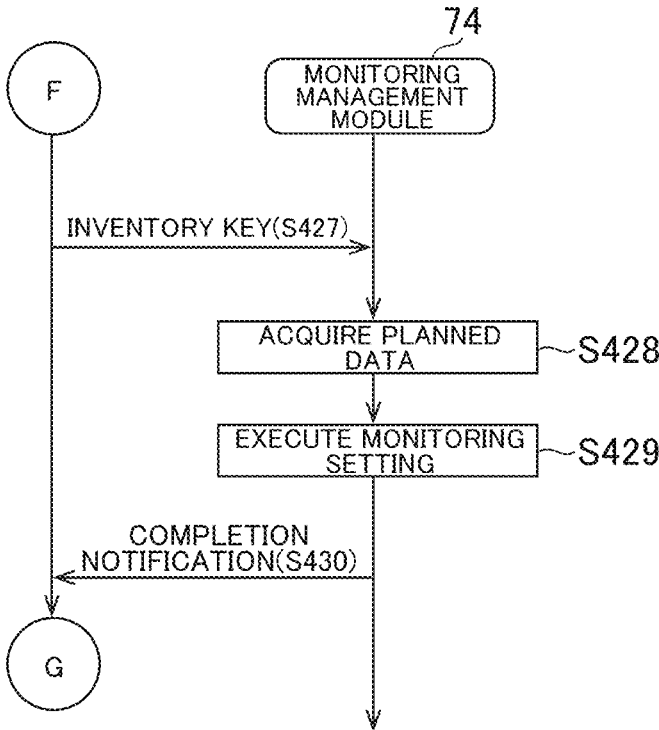 74
F
MONITORING
MANAGEMENT
MODULE
INVENTORY KEY(S427)
ACQUIRE PLANNED
DATA
S428
EXECUTE MONITORING
SETTING
S429
COMPLETION
NOTIFICATION(S430)
G